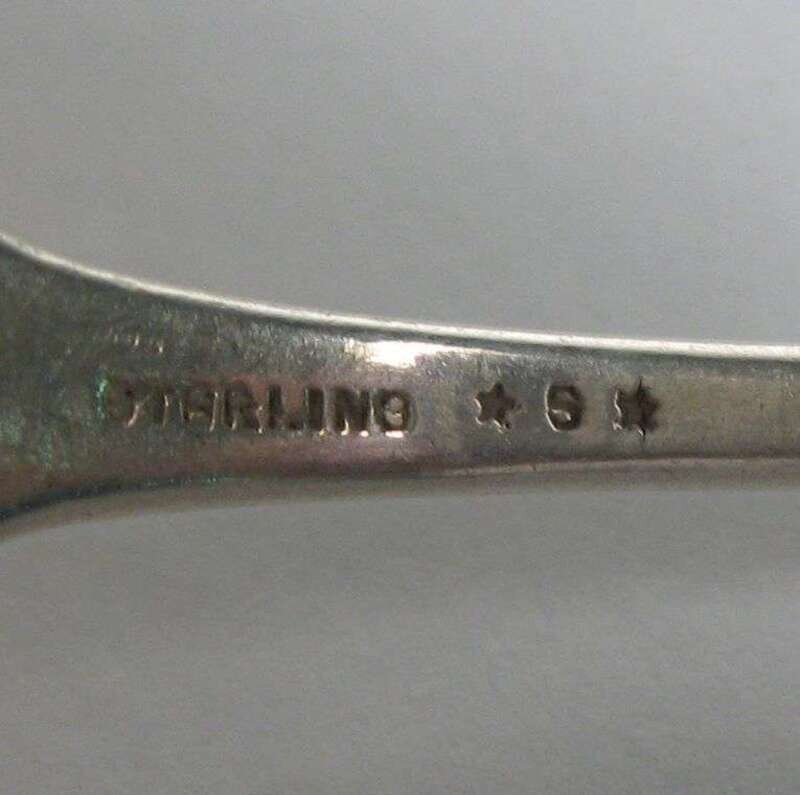 STERLING ★ S ★